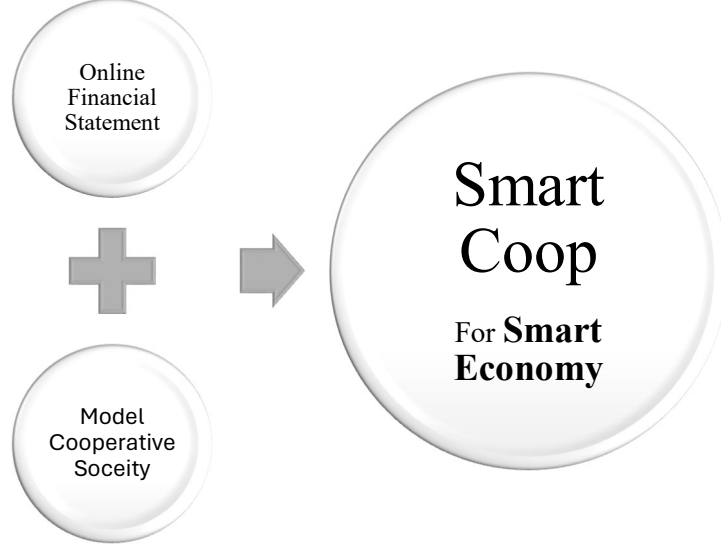 Online
Financial
Statement
Model
Cooperative
Soceity
Smart
Coop
For Smart
Economy